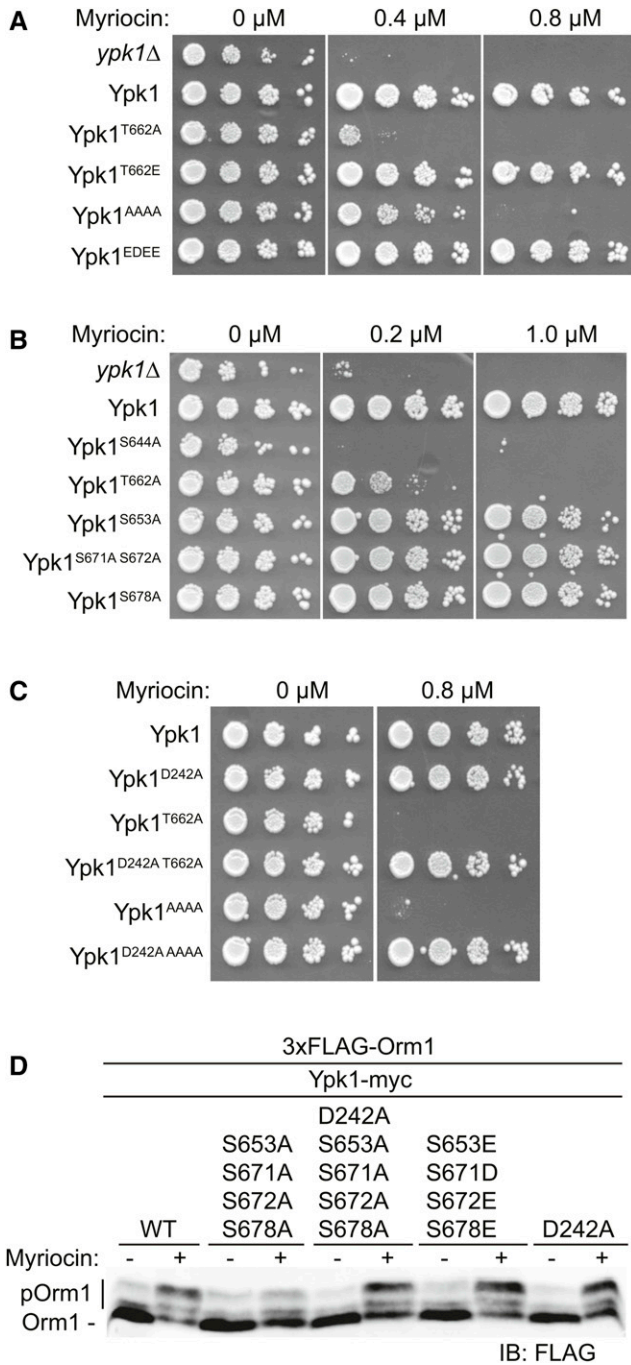 A
Myriocin: 0 µM 0.4 µM 0.8 µM
ypk1Δ
Ypk1
Ypk1T662A
Ypk1T662E
Ypk1AAAA
Ypk1EDEE
B
Myriocin: 0 µM 0.2 µM 1.0 µM
ypk1Δ
Ypk1
Ypk1S644A
Ypk1T662A
Ypk1S653A
Ypk1S671A S672A
Ypk1S678A
C
Myriocin: 0 µM 0.8 µM
Ypk1
Ypk1D242A
Ypk1T662A
Ypk1D242A T662A
Ypk1AAAA
Ypk1D242A AAAA
D
3xFLAG-Orm1
Ypk1-myc
D242A
S653A S653A S653E
S671A S671A S671D
S672A S672A S672E
WT S678A S678A S678E D242A
Myriocin: - + - + - + - + - +
pOrm1
Orm1 -
IB: FLAG